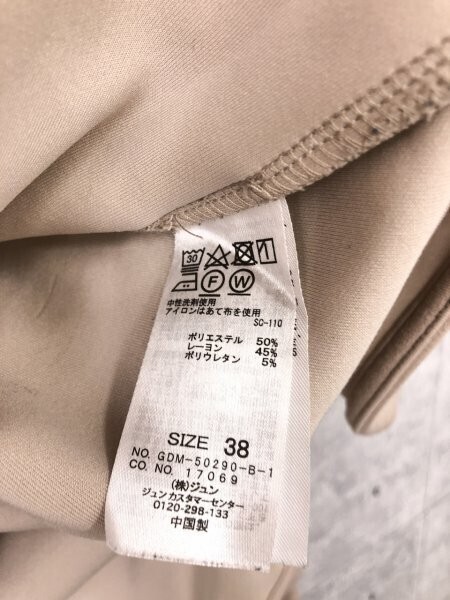 30
F W
中性洗剤使用
アイロンはあて布を使用
SC-110
ポリエステル 50%
レーヨン 45%
ポリウレタン 5%
SIZE 38
NO. GDM-50290-B-1
CO. NO. 17069
(株)ジュン
ジュンカスタマーセンター
0120-298-133
中国製